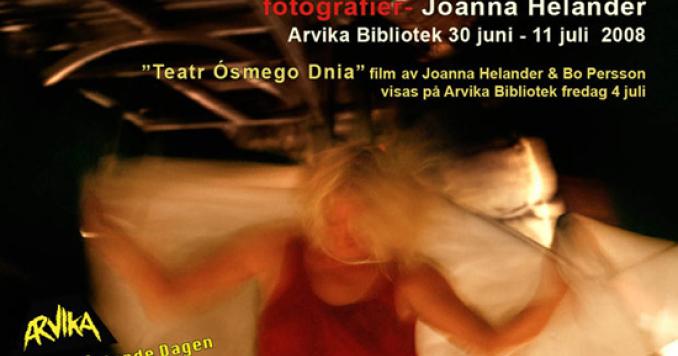 fotografier- Joanna Helander
Arvika Bibliotek 30 juni - 11 juli 2008
”Teatr Ósmego Dnia” film av Joanna Helander & Bo Persson
visas på Arvika Bibliotek fredag 4 juli
ARVIKA
Dagen